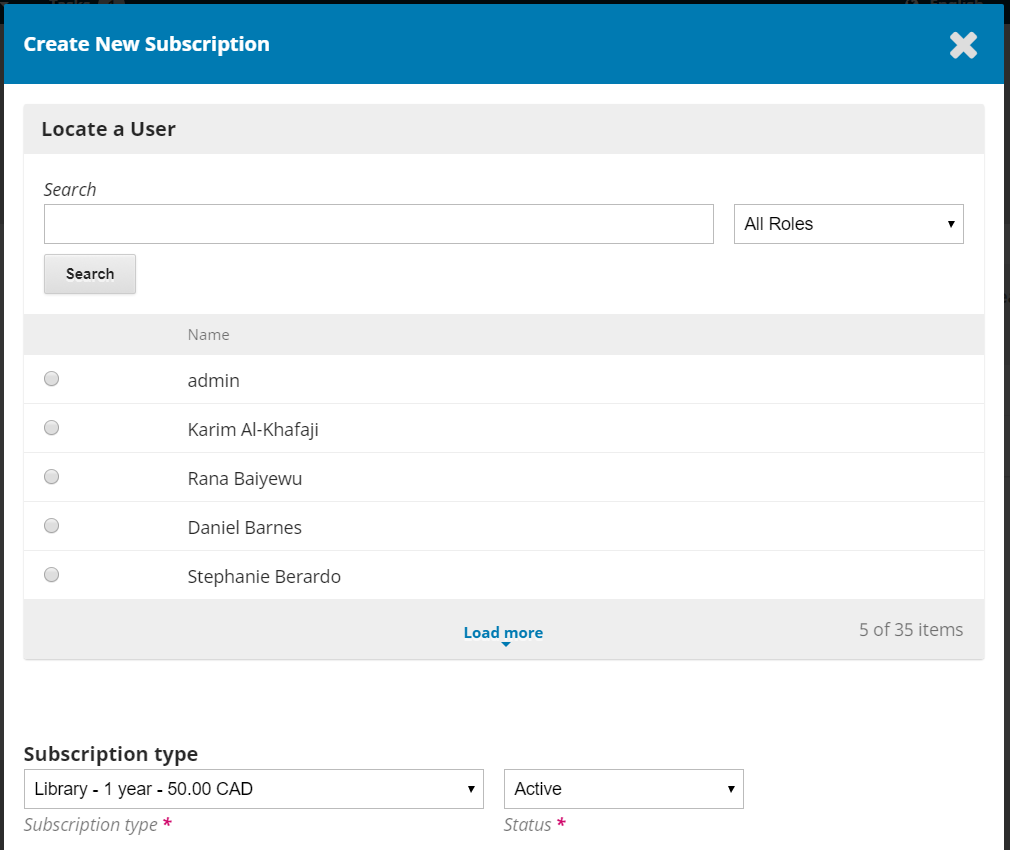 Create New Subscription
Locate a User
Search
All Roles
Search
Name
admin
Karim Al-Khafaji
Rana Baiyewu
Daniel Barnes
Stephanie Berardo
Load more
5 of 35 items
Subscription type
Library - 1 year - 50.00 CAD
Active
Subscription type *
Status *